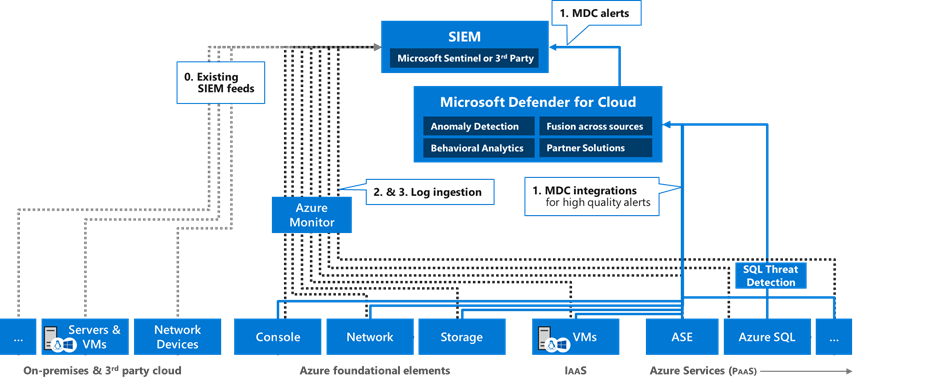 1. MDC alerts
SIEM
Microsoft Sentinel or 3rd Party
0. Existing
SIEM feeds
Microsoft Defender for Cloud
Anomaly Detection
Fusion across sources
Behavioral Analytics
Partner Solutions
2. & 3. Log ingestion
1. MDC integrations
for high quality alerts
Azure
Monitor
SQL Threat
Detection
...
Servers &
VMs
Network
Devices
Console
Network
Storage
VMs
ASE
Azure SQL
...
On-premises & 3rd party cloud
Azure foundational elements
IAAS
Azure Services (PAAS)